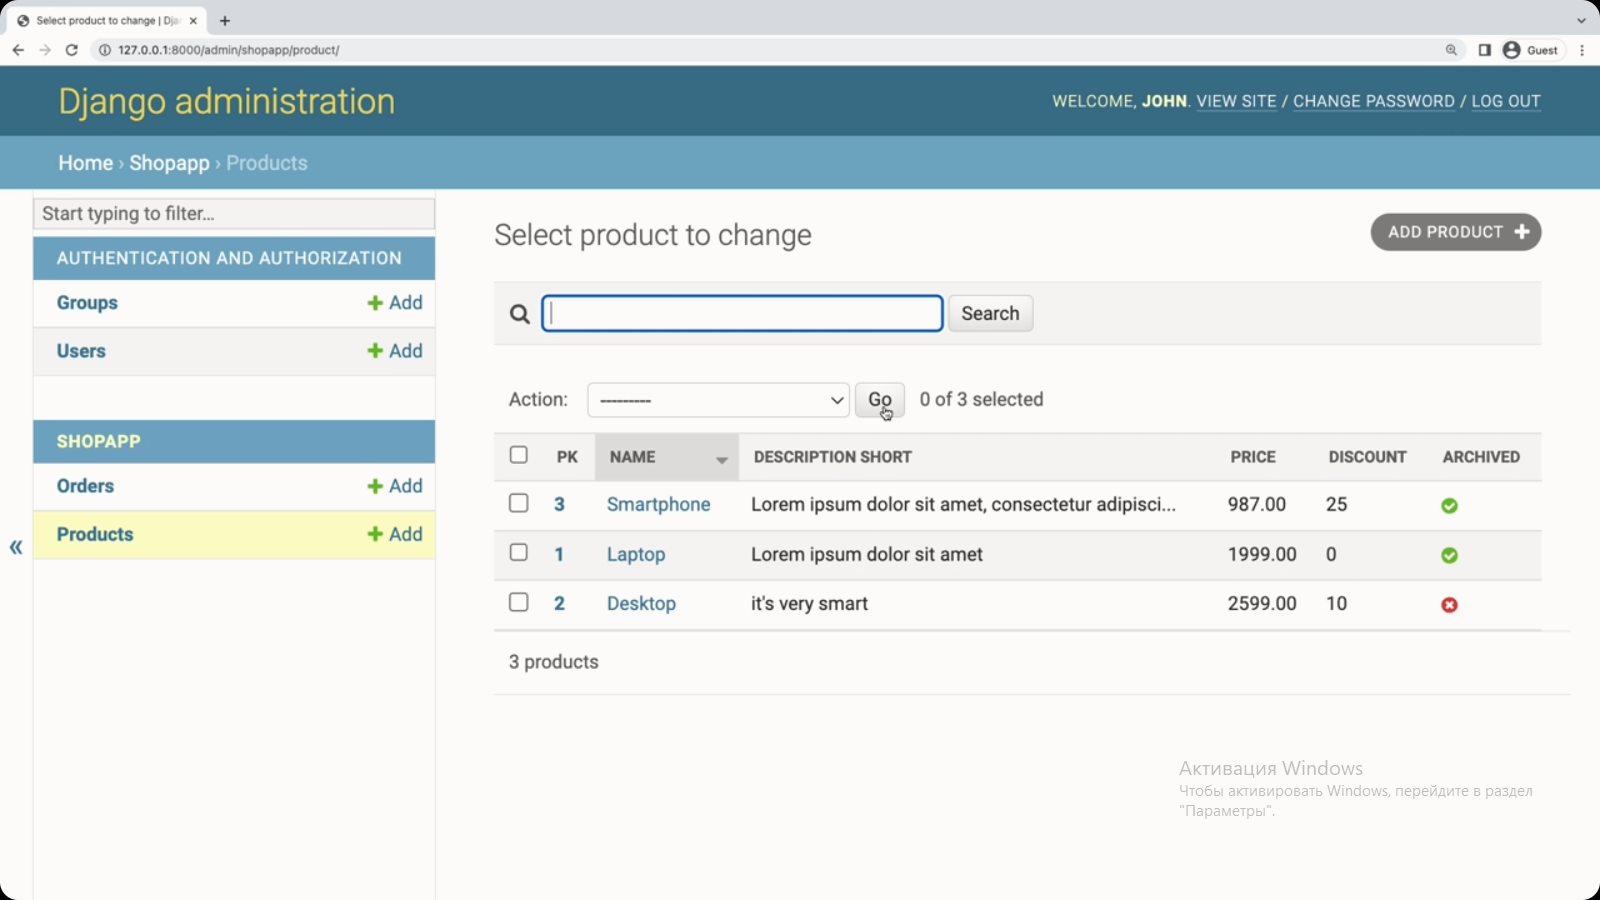 Select product to change | Dja
127.0.0.1:8000/admin/shopapp/product/
Guest
Django administration
WELCOME, JOHN. VIEW SITE / CHANGE PASSWORD / LOG OUT
Home › Shopapp › Products
Start typing to filter...
AUTHENTICATION AND AUTHORIZATION
Groups + Add
Users + Add
SHOPAPP
Orders + Add
Products + Add
«
Select product to change
ADD PRODUCT +
Search
Action: --------- Go 0 of 3 selected
PK NAME DESCRIPTION SHORT PRICE DISCOUNT ARCHIVED
3 Smartphone Lorem ipsum dolor sit amet, consectetur adipisci... 987.00 25
1 Laptop Lorem ipsum dolor sit amet 1999.00 0
2 Desktop it's very smart 2599.00 10
3 products
Активация Windows
Чтобы активировать Windows, перейдите в раздел
"Параметры".